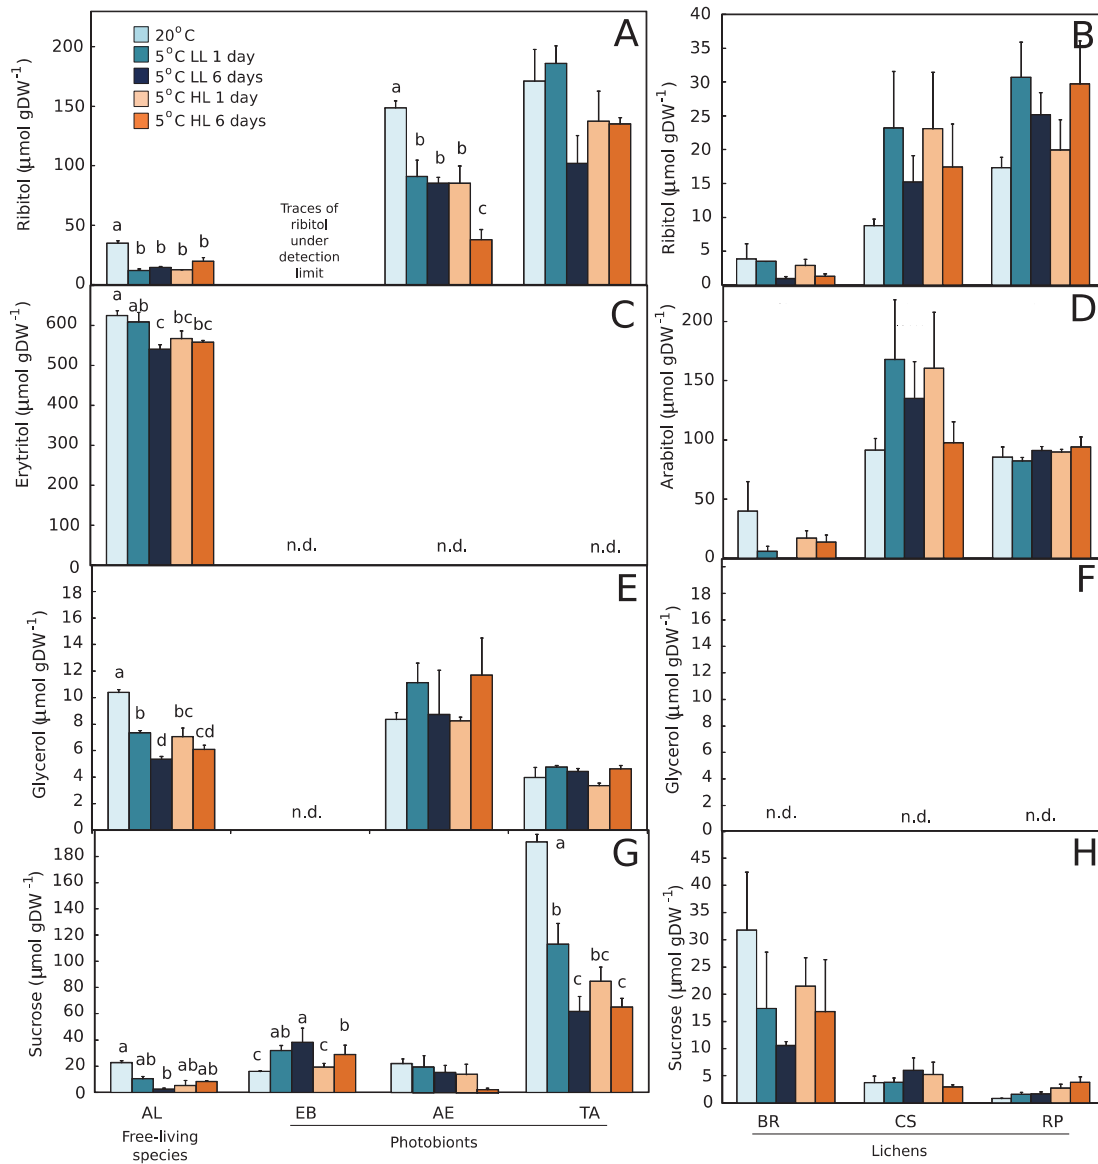 A
20°C
5°C LL 1 day
5°C LL 6 days
5°C HL 1 day
5°C HL 6 days
Ribitol (µmol gDW⁻¹)
200
150
100
50
0
a
b
b
b
b
Traces of
ribitol
under
detection
limit
a
b
b
b
c
B
Ribitol (µmol gDW⁻¹)
40
35
30
25
20
15
10
5
0
C
Erytritol (µmol gDW⁻¹)
600
500
400
300
200
100
0
a
ab
c
bc
bc
n.d.
n.d.
n.d.
D
Arabitol (µmol gDW⁻¹)
200
150
100
50
0
E
Glycerol (µmol gDW⁻¹)
18
16
14
12
10
8
6
4
2
0
a
b
d
bc
cd
n.d.
F
Glycerol (µmol gDW⁻¹)
18
16
14
12
10
8
6
4
2
0
n.d.
n.d.
n.d.
G
Sucrose (µmol gDW⁻¹)
180
160
140
120
100
80
60
40
20
0
a
ab
b
ab
ab
c
ab
a
c
b
a
b
c
bc
c
AL
EB
AE
TA
Free-living
species
Photobionts
H
Sucrose (µmol gDW⁻¹)
45
40
35
30
25
20
15
10
5
0
BR
CS
RP
Lichens